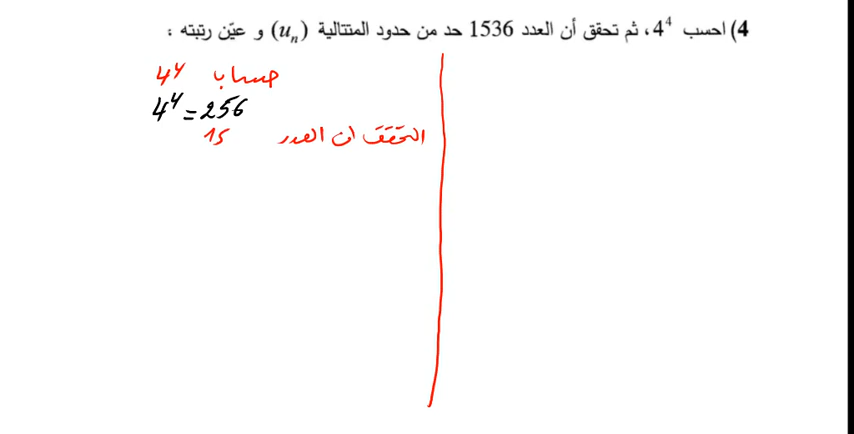 4) احسب 4⁴ ، ثم تحقق أن العدد 1536 حد من حدود المتتالية (uₙ) و عيّن رتبته :
حساب 4⁴
4⁴ = 256
التحقق ان العدد 15